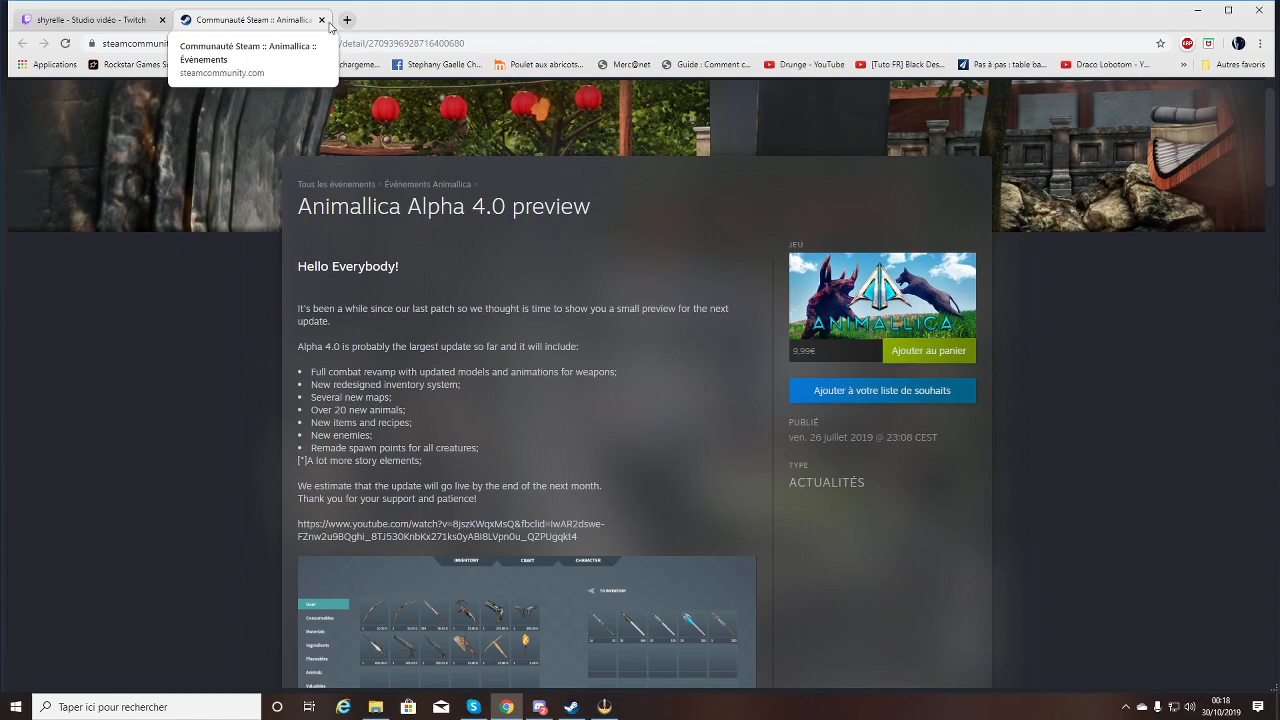 shyrelle - Studio vidéo - Twitch
Communauté Steam :: Animallica
steamcommuni
/detail/2709396928716400680
Communauté Steam :: Animallica ::
Événements
steamcommunity.com
Applications
Rockstar Games S
Stephany Gaelle Ch
Poulet aux abricots...
Merc@net
Guide : Comment R
Drunge - YouTube
[Tuto FR] Black Des
Pas à pas : table ba
Draco Lobotom - Y
»
Autres favoris
Tous les événements > Événements Animallica >
Animallica Alpha 4.0 preview
Hello Everybody!
It's been a while since our last patch so we thought is time to show you a small preview for the next
update.
Alpha 4.0 is probably the largest update so far and it will include:
• Full combat revamp with updated models and animations for weapons;
• New redesigned inventory system;
• Several new maps;
• Over 20 new animals;
• New items and recipes;
• New enemies;
• Remade spawn points for all creatures;
[*]A lot more story elements;
We estimate that the update will go live by the end of the next month.
Thank you for your support and patience!
https://www.youtube.com/watch?v=8jszKWqxMsQ&fbclid=IwAR2dswe-
FZnw2u9BQghi_8TJ530KnbKx271ks0yABl8LVpn0u_QZPUgqkt4
JEU
ANIMALLICA
9,99€
Ajouter au panier
Ajouter à votre liste de souhaits
PUBLIÉ
ven. 26 juillet 2019 @ 23:08 CEST
TYPE
ACTUALITÉS
INVENTORY
CRAFT
CHARACTER
TO INVENTORY
Gear
Consumables
Materials
Ingredients
Placeables
Animals
Valuables
Taper ici pour rechercher
00:18
30/10/2019